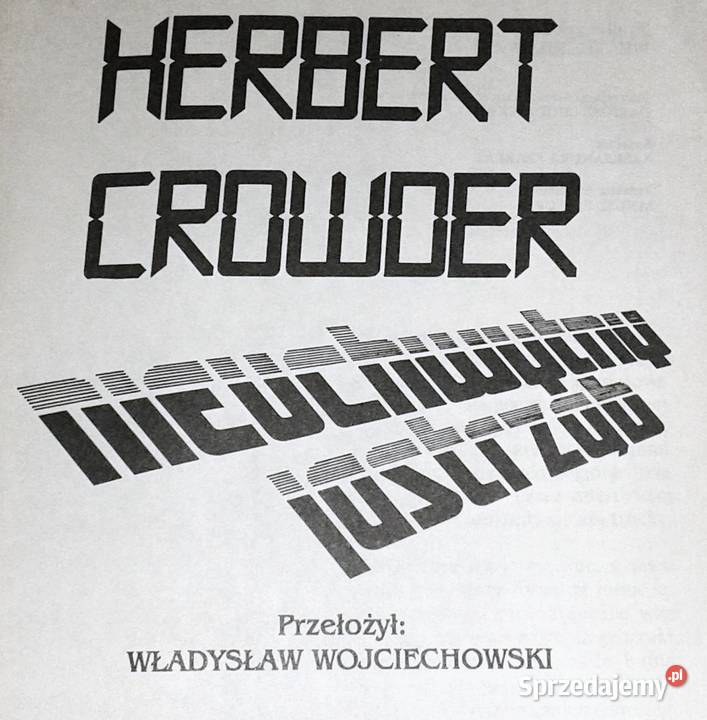 HERBERT
CROWDER
nieuchwytny
jastrząb
Przełożył:
WŁADYSŁAW WOJCIECHOWSKI
Sprzedajemy.pl